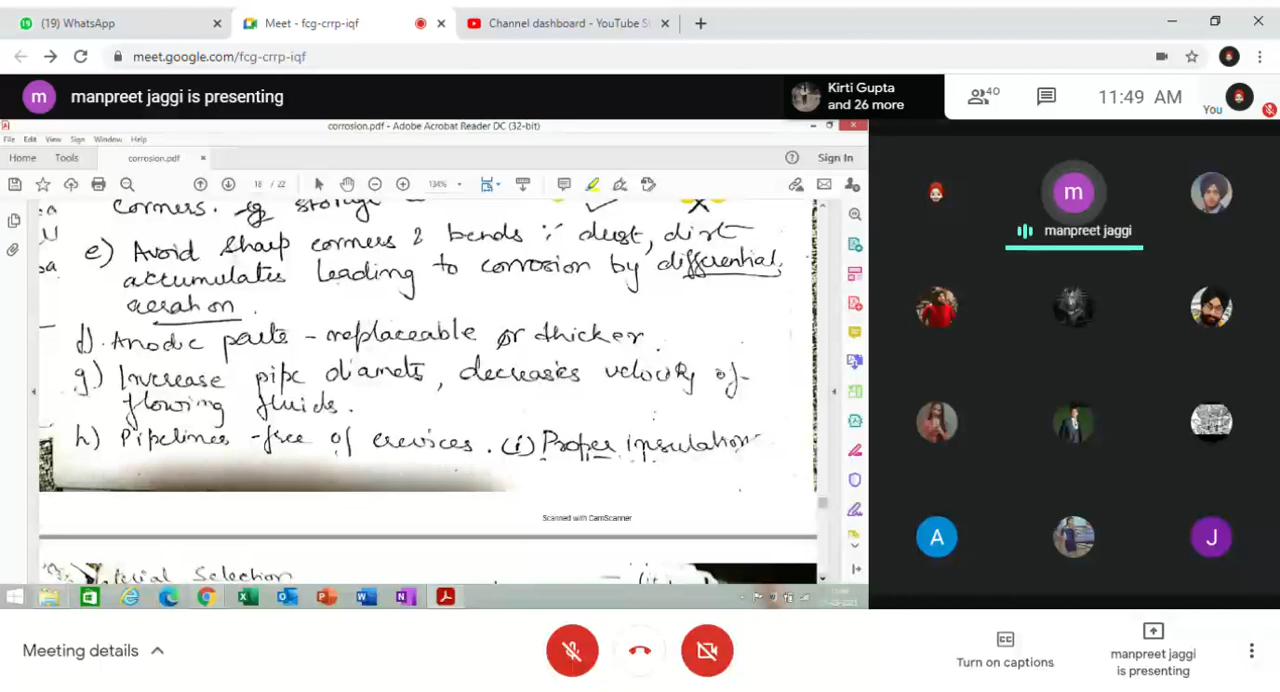 (19) WhatsApp
Meet - fcg-crrp-iqf
Channel dashboard - YouTube S
meet.google.com/fcg-crrp-iqf
m
manpreet jaggi is presenting
Kirti Gupta
and 26 more
40
11:49 AM
You
corrosion.pdf - Adobe Acrobat Reader DC (32-bit)
File Edit View Sign Window Help
Home Tools corrosion.pdf Sign In
18 / 22 134%
corners. eg storage
e) Avoid sharp corners & bends ∵ dust, dirt
accumulates leading to corrosion by differential
aeration.
Anodic parts - replaceable or thicker.
g.) Increase pipe diameter, decreases velocity of
flowing fluids.
h) Pipelines -free of crevices. (i) Proper insulation
Scanned with CamScanner
Selection
m
manpreet jaggi
A
J
Meeting details
CC
Turn on captions
manpreet jaggi
is presenting